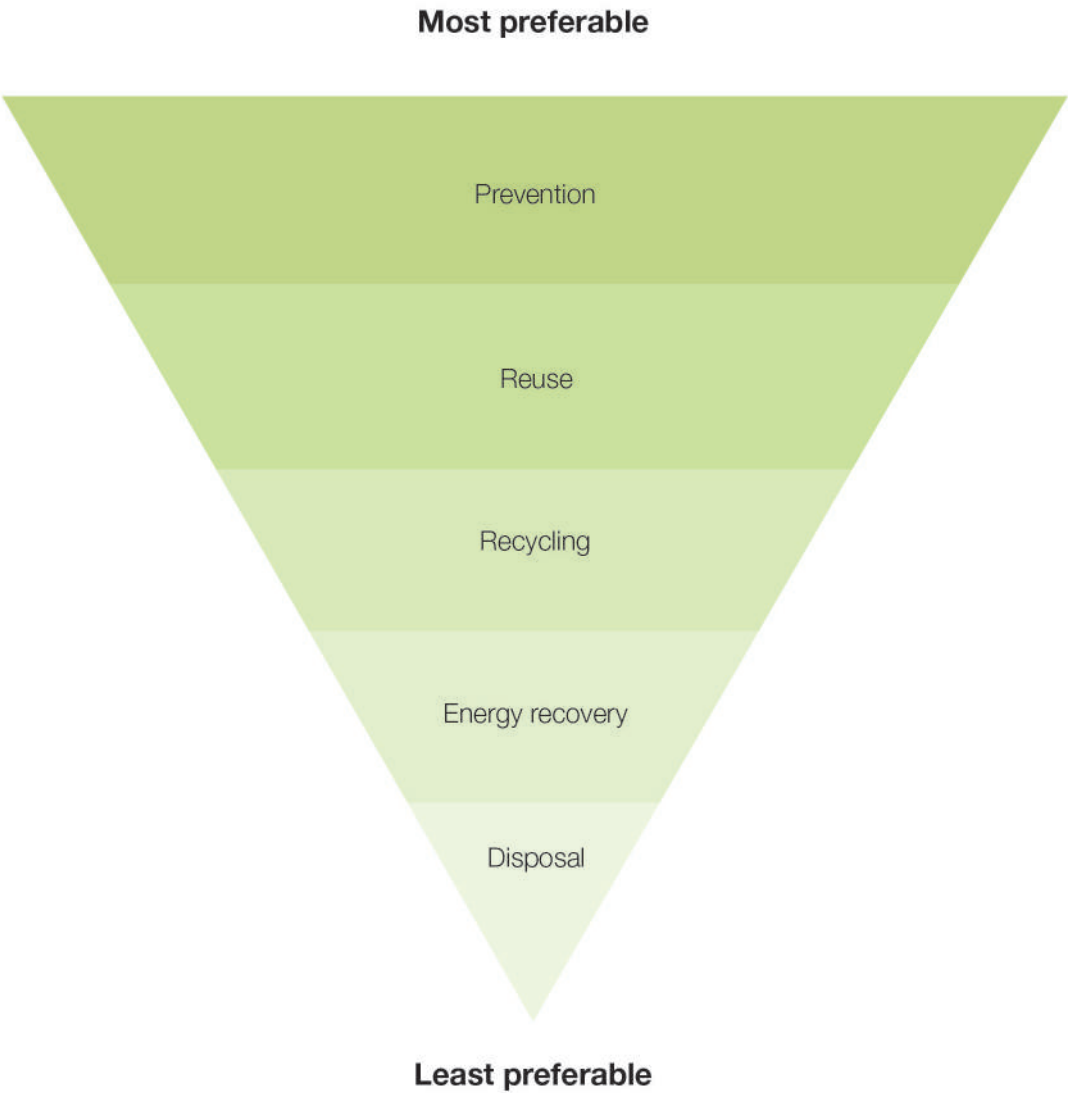 Most preferable
Prevention
Reuse
Recycling
Energy recovery
Disposal
Least preferable